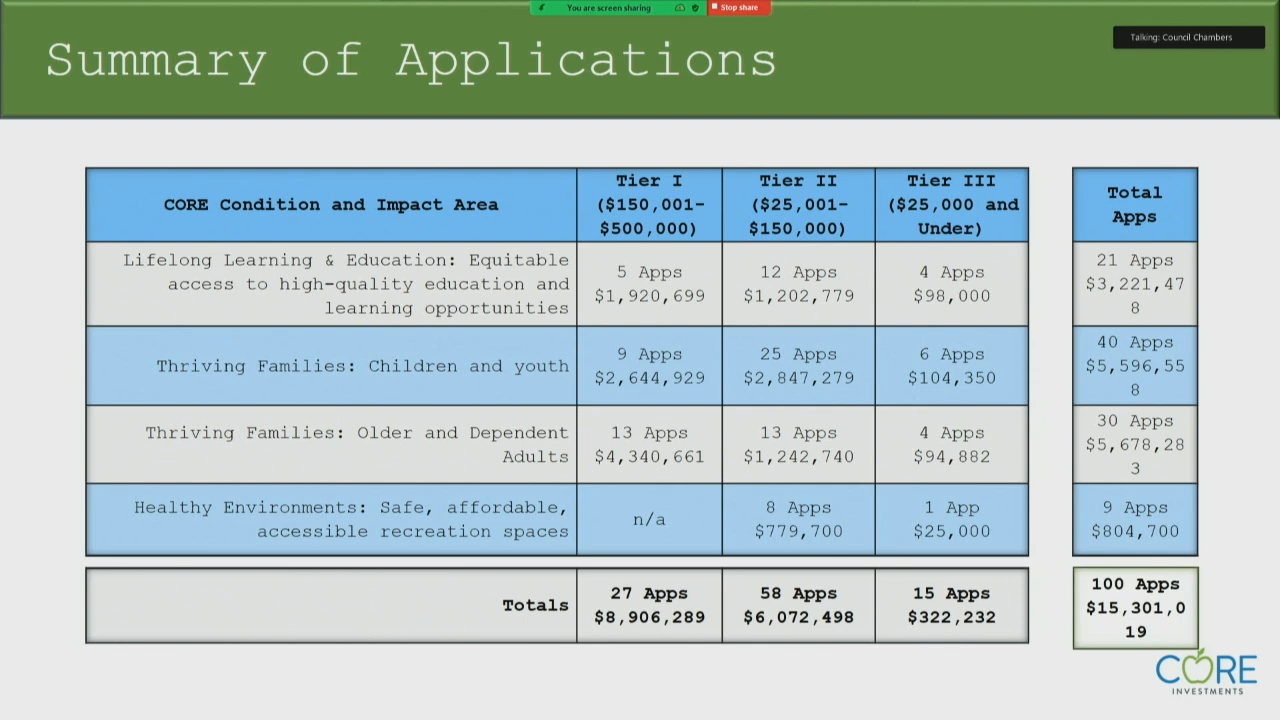 You are screen sharing
Stop share
Talking: Council Chambers
Summary of Applications
CORE Condition and Impact Area
Tier I
($150,001-
$500,000)
Tier II
($25,001-
$150,000)
Tier III
($25,000 and
Under)
Total
Apps
Lifelong Learning & Education: Equitable
access to high-quality education and
learning opportunities
5 Apps
$1,920,699
12 Apps
$1,202,779
4 Apps
$98,000
21 Apps
$3,221,47
8
Thriving Families: Children and youth
9 Apps
$2,644,929
25 Apps
$2,847,279
6 Apps
$104,350
40 Apps
$5,596,55
8
Thriving Families: Older and Dependent
Adults
13 Apps
$4,340,661
13 Apps
$1,242,740
4 Apps
$94,882
30 Apps
$5,678,28
3
Healthy Environments: Safe, affordable,
accessible recreation spaces
n/a
8 Apps
$779,700
1 App
$25,000
9 Apps
$804,700
Totals
27 Apps
$8,906,289
58 Apps
$6,072,498
15 Apps
$322,232
100 Apps
$15,301,0
19
CORE
INVESTMENTS